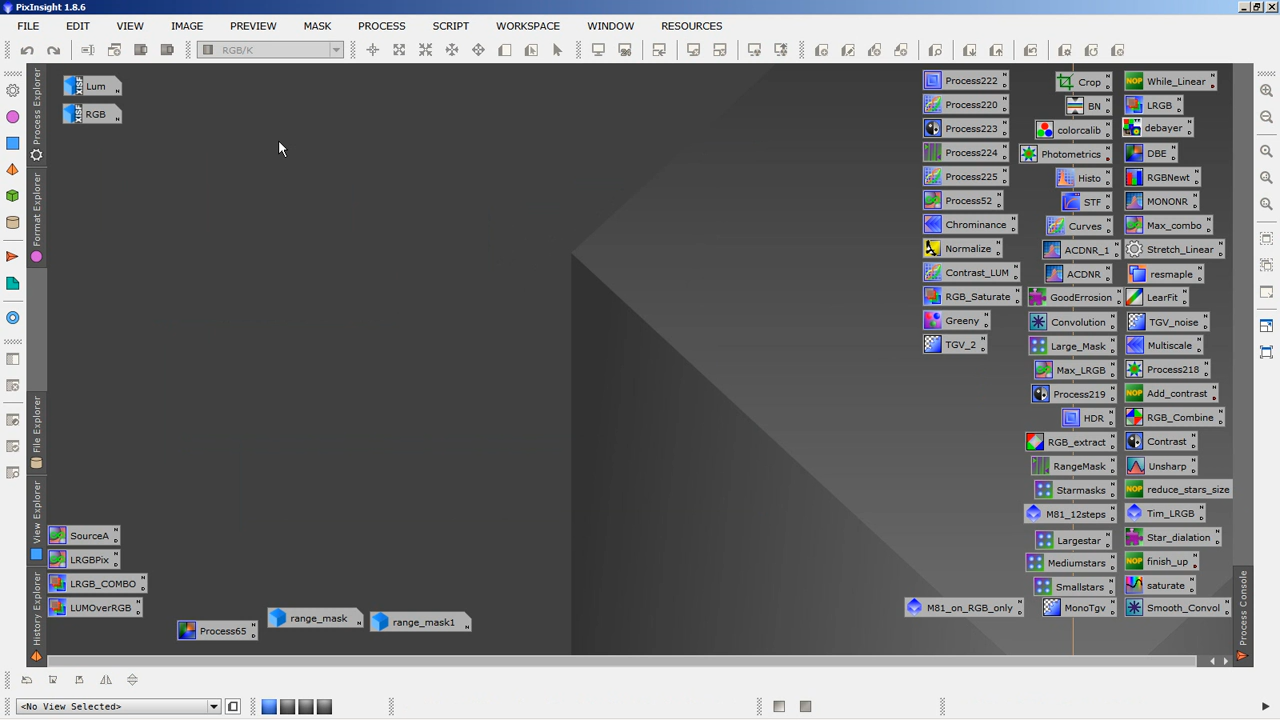 PixInsight 1.8.6
FILE EDIT VIEW IMAGE PREVIEW MASK PROCESS SCRIPT WORKSPACE WINDOW RESOURCES
RGB/K
Process Explorer
Format Explorer
File Explorer
View Explorer
History Explorer
Lum
RGB
SourceA
LRGBPix
LRGB_COMBO
LUMOverRGB
Process65
range_mask
range_mask1
Process222
Process220
Process223
Process224
Process225
Process52
Chrominance
Normalize
Contrast_LUM
RGB_Saturate
Greeny
TGV_2
M81_on_RGB_only
Crop
BN
colorcalib
Photometrics
Histo
STF
Curves
ACDNR_1
ACDNR
GoodErrosion
Convolution
Large_Mask
Max_LRGB
Process219
HDR
RGB_extract
RangeMask
Starmasks
M81_12steps
Largestar
Mediumstars
Smallstars
MonoTgv
While_Linear
LRGB
debayer
DBE
RGBNewt
MONONR
Max_combo
Stretch_Linear
resmaple
LearFit
TGV_noise
Multiscale
Process218
Add_contrast
RGB_Combine
Contrast
Unsharp
reduce_stars_size
Tim_LRGB
Star_dialation
finish_up
saturate
Smooth_Convol
Process Console
<No View Selected>